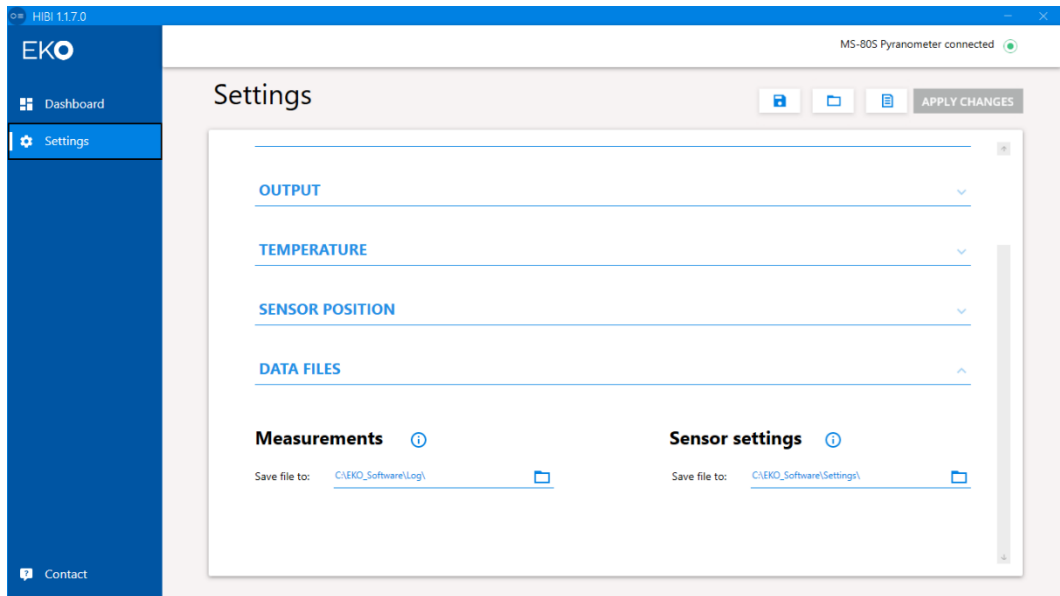 HIBI 1.1.7.0
EKO
MS-80S Pyranometer connected
Dashboard
Settings
Settings
APPLY CHANGES
OUTPUT
TEMPERATURE
SENSOR POSITION
DATA FILES
Measurements
Sensor settings
Save file to: C:\EKO_Software\Log\
Save file to: C:\EKO_Software\Settings\
Contact